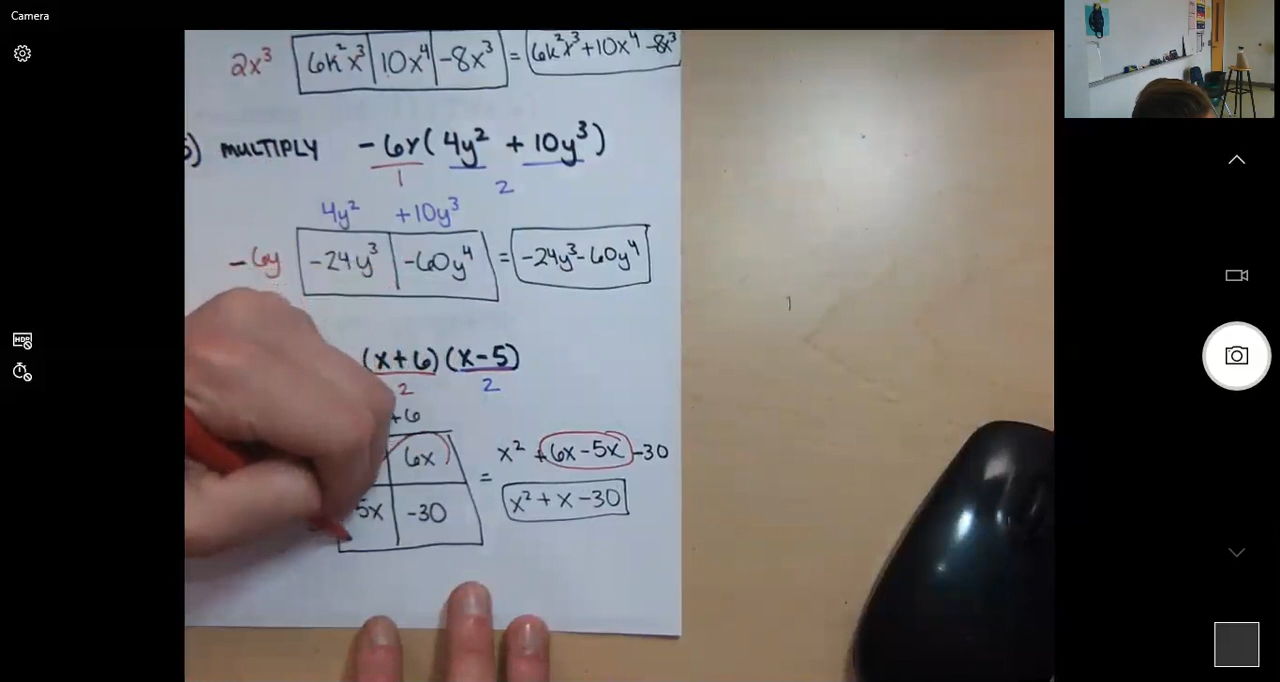 Camera
2x³ 6k²x³ 10x⁴ -8x³ = 6k²x³+10x⁴-8x³
5) MULTIPLY -6y(4y² +10y³)
1 2
4y² +10y³
-6y -24y³ -60y⁴ = -24y³-60y⁴
(x+6)(x-5)
2 2
+6
6x = x² +6x-5x-30
5x -30 x²+x-30